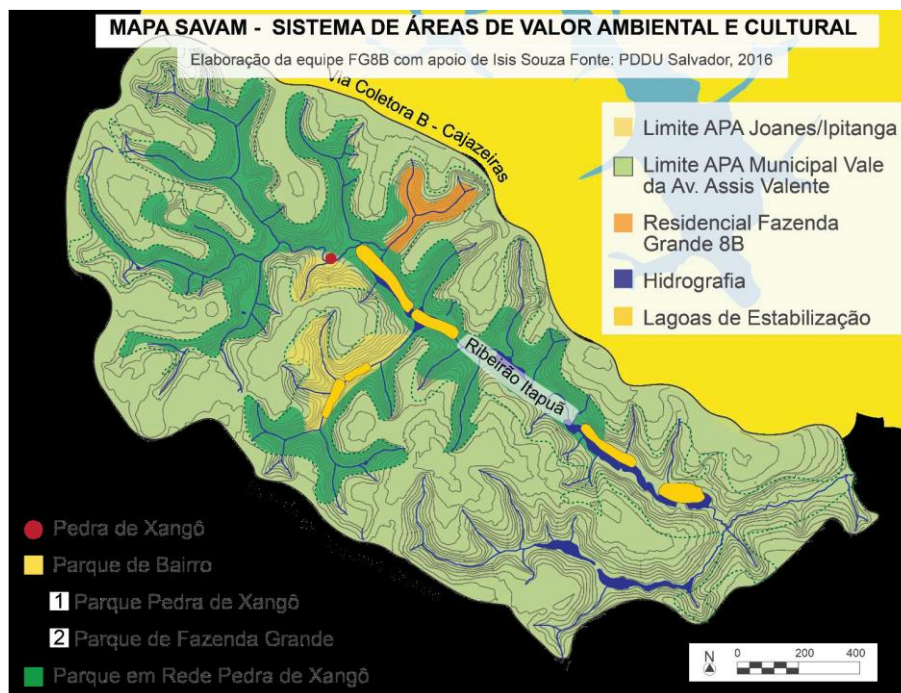 MAPA SAVAM - SISTEMA DE ÁREAS DE VALOR AMBIENTAL E CULTURAL
Elaboração da equipe FG8B com apoio de Isis Souza Fonte: PDDU Salvador, 2016
Via Coletora B - Cajazeiras
Limite APA Joanes/Ipitanga
Limite APA Municipal Vale
da Av. Assis Valente
Residencial Fazenda
Grande 8B
Hidrografia
Lagoas de Estabilização
Ribeirão Itapuã
Pedra de Xangô
Parque de Bairro
1 Parque Pedra de Xangô
2 Parque de Fazenda Grande
Parque em Rede Pedra de Xangô
N
0 200 400